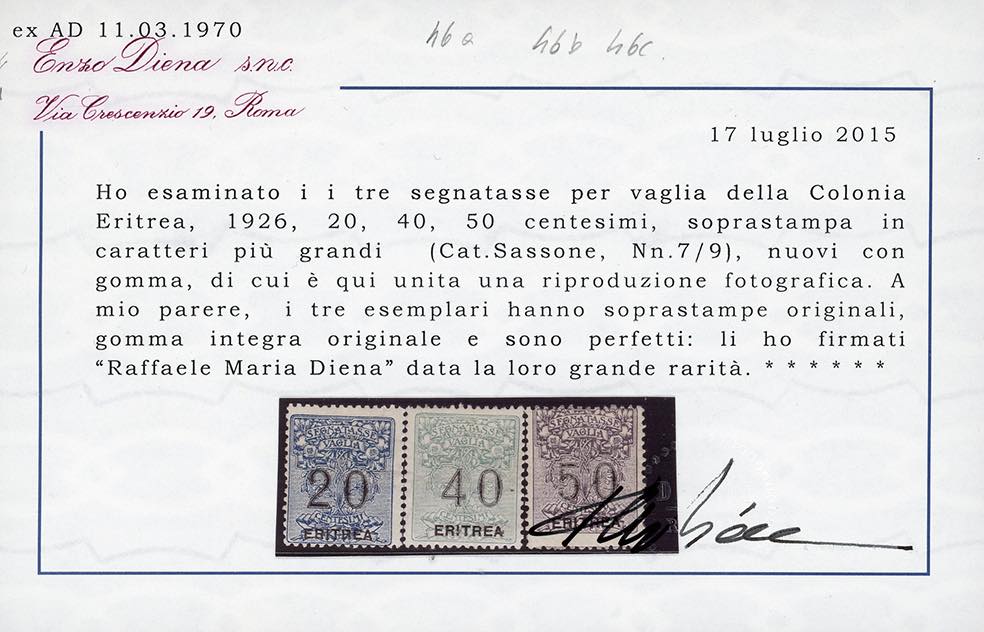 ex AD 11.03.1970
46a 46b 46c.
Enzo Diena s.n.c.
Via Crescenzio 19, Roma
17 luglio 2015
Ho esaminato i i tre segnatasse per vaglia della Colonia
Eritrea, 1926, 20, 40, 50 centesimi, soprastampa in
caratteri più grandi (Cat.Sassone, Nn.7/9), nuovi con
gomma, di cui è qui unita una riproduzione fotografica. A
mio parere, i tre esemplari hanno soprastampe originali,
gomma integra originale e sono perfetti: li ho firmati
“Raffaele Maria Diena” data la loro grande rarità. * * * * * *
SEGNATASSE SEGNATASSE SEGNATASSE
VAGLIA VAGLIA VAGLIA
20 40 50
CENTESIMI CENTESIMI
ERITREA ERITREA ERITREA